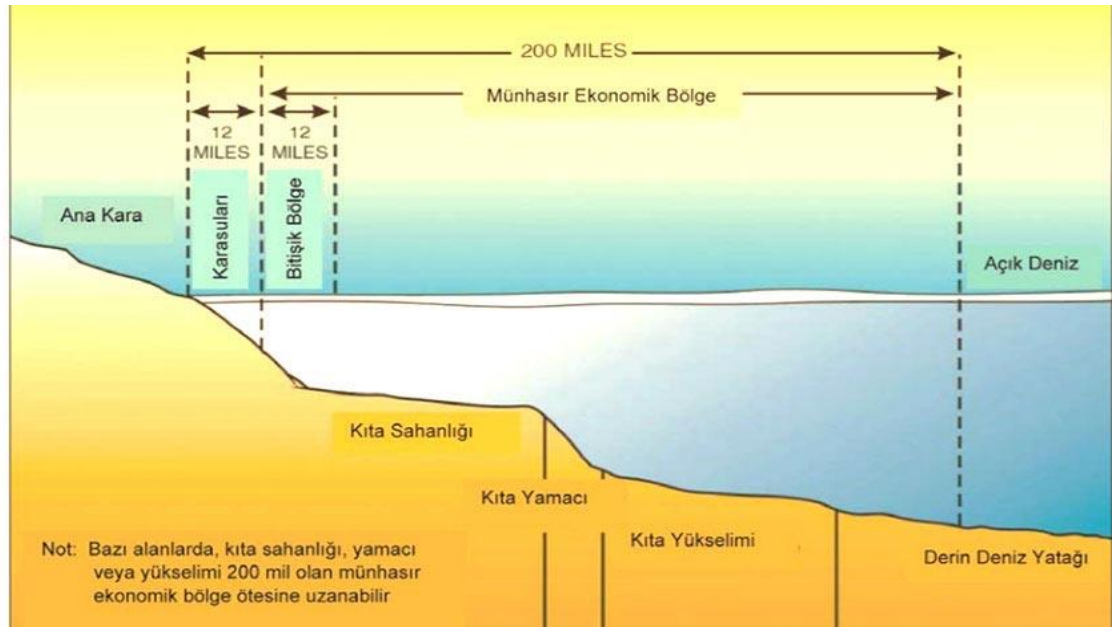 200 MILES
Münhasır Ekonomik Bölge
12
MILES
12
MILES
Ana Kara
Karasuları
Bitişik Bölge
Açık Deniz
Kıta Sahanlığı
Kıta Yamacı
Kıta Yükselimi
Derin Deniz Yatağı
Not: Bazı alanlarda, kıta sahanlığı, yamacı
veya yükselimi 200 mil olan münhasır
ekonomik bölge ötesine uzanabilir